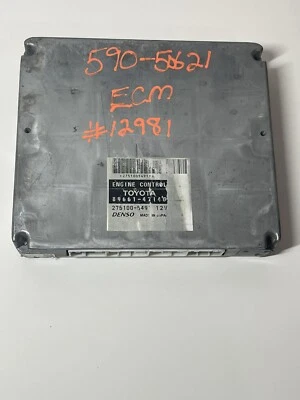 590-5621
ECM
#12981
ENGINE CONTROL
TOYOTA
89661-47140
275100-549 12V
DENSO MADE IN JAPAN